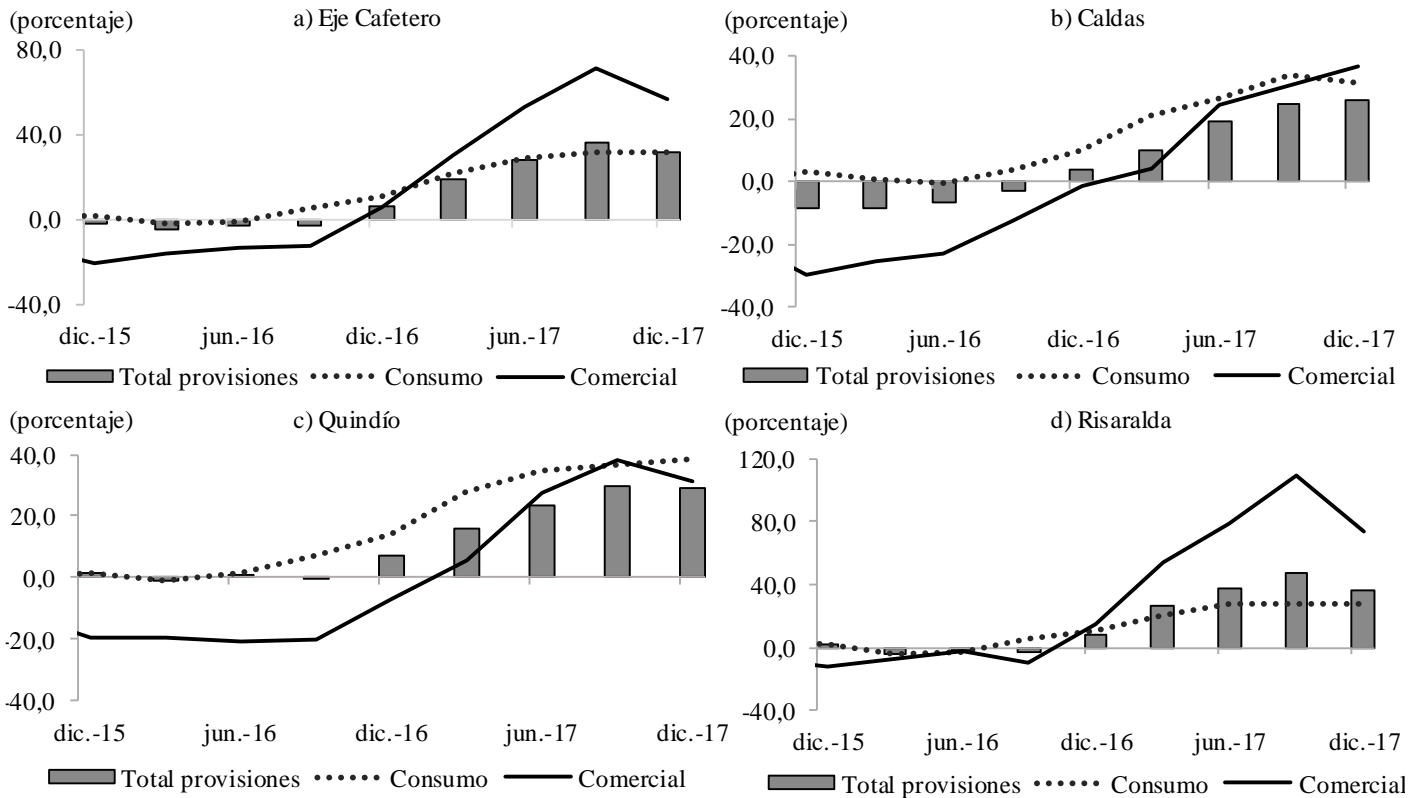 (porcentaje) a) Eje Cafetero
80,0
40,0
0,0
-40,0
dic.-15 jun.-16 dic.-16 jun.-17 dic.-17
Total provisiones Consumo Comercial
(porcentaje) b) Caldas
40,0
20,0
0,0
-20,0
-40,0
dic.-15 jun.-16 dic.-16 jun.-17 dic.-17
Total provisiones Consumo Comercial
(porcentaje) c) Quindío
40,0
20,0
0,0
-20,0
-40,0
dic.-15 jun.-16 dic.-16 jun.-17 dic.-17
Total provisiones Consumo Comercial
(porcentaje) d) Risaralda
120,0
80,0
40,0
0,0
-40,0
dic.-15 jun.-16 dic.-16 jun.-17 dic.-17
Total provisiones Consumo Comercial